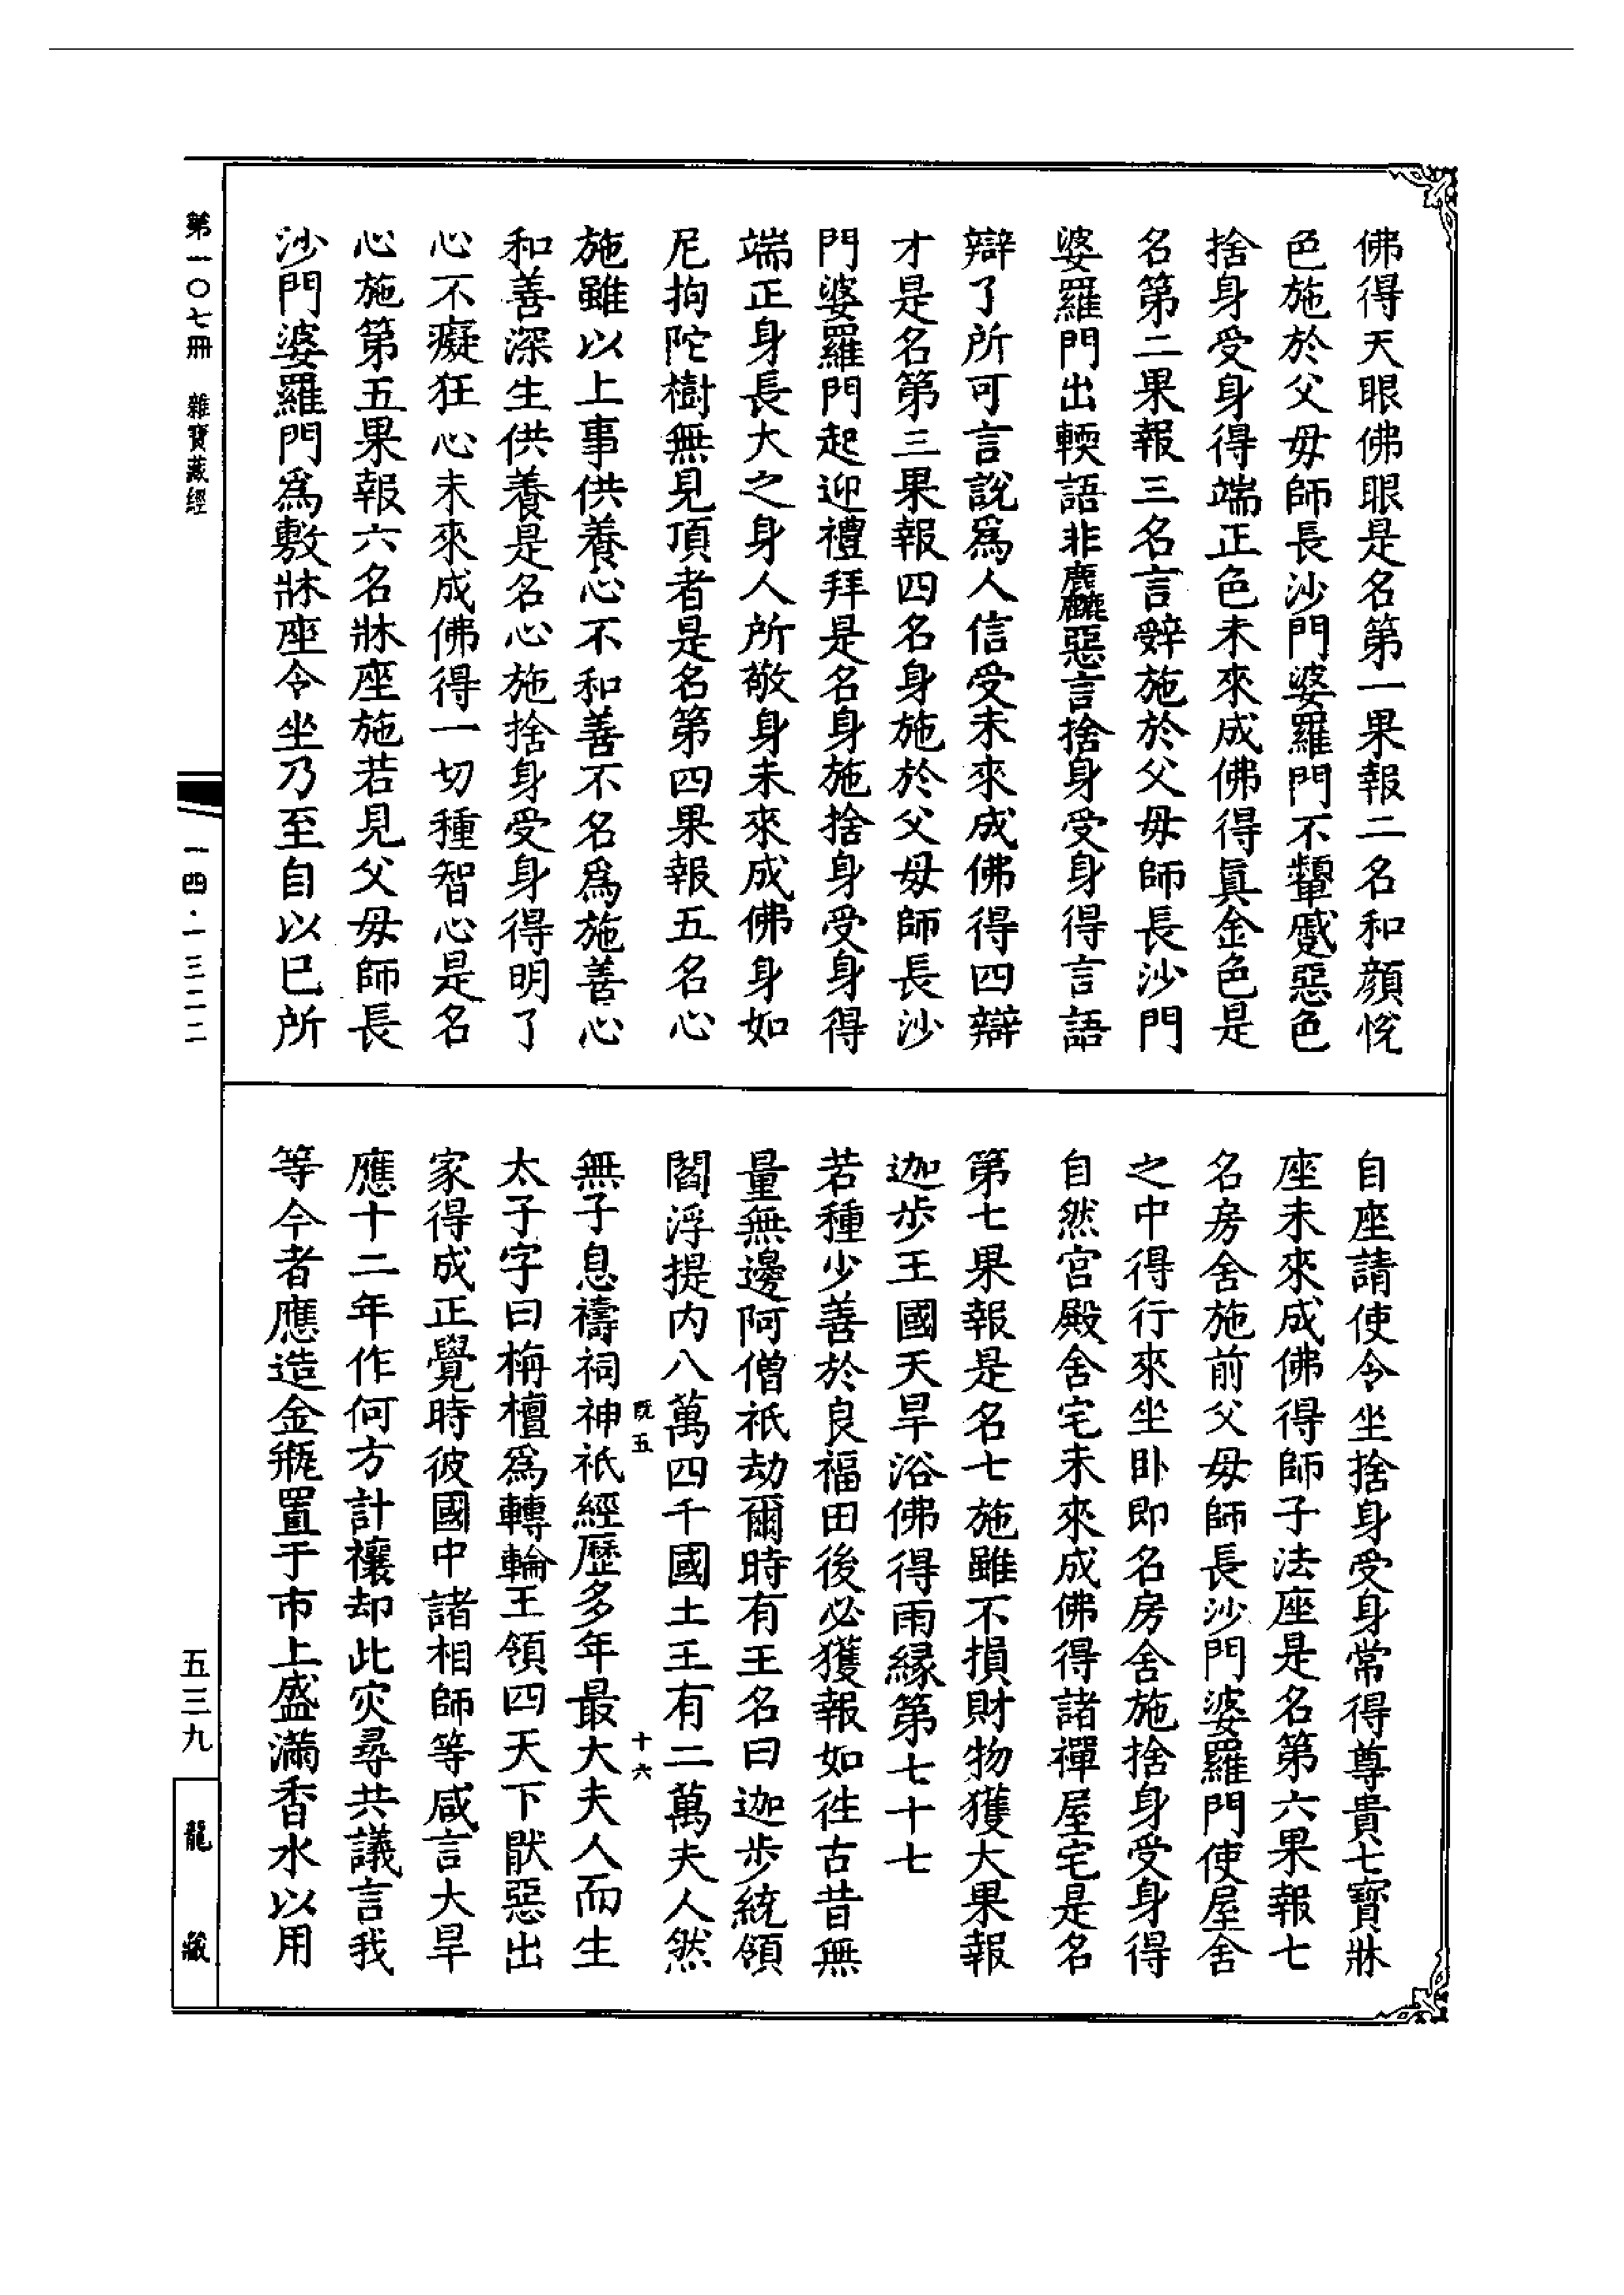 佛得天眼佛眼是名第一果報二名和顏悅
色施於父母師長沙門婆羅門不顰蹙惡色
捨身受身得端正色未來成佛得眞金色是
名第二果報三名言辤施於父母師長沙門
婆羅門出輭語非麤惡言捨身受身得言語
辯了所可言說爲人信受未來成佛得四辯
才是名第三果報四名身施於父母師長沙
門婆羅門起迎禮拜是名身施捨身受身得
端正身長大之身人所敬身未來成佛身如
尼拘陀樹無見頂者是名第四果報五名心
施雖以上事供養心不和善不名爲施善心
和善深生供養是名心施捨身受身得明了
心不癡狂心未來成佛得一切種智心是名
心施第五果報六名牀座施若見父母師長
沙門婆羅門爲敷牀座令坐乃至自以已所
自座請使令坐捨身受身常得尊貴七寶牀
座未來成佛得師子法座是名第六果報七
名房舍施前父母師長沙門婆羅門使屋舍
之中得行來坐卧即名房舍施捨身受身得
自然宫殿舍宅未來成佛得諸禪屋宅是名
第七果報是名七施雖不損財物獲大果報
迦步王國天旱浴佛得雨緣第七十七
若種少善於良福田後必獲報如徃古昔無
量無邊阿僧祇劫爾時有王名曰迦步統領
閻浮提内八萬四千國土王有二萬夫人然
既五 十六
無子息禱祠神祇經歷多年最大夫人而生
太子字曰栴檀爲轉輪王領四天下猒惡出
家得成正覺時彼國中諸相師等咸言大旱
應十二年作何方計禳却此灾尋共議言我
等今者應造金瓶置于市上盛滿香水以用
第一〇七冊 雜寶藏經
一四·一三二二
五三九
龍藏